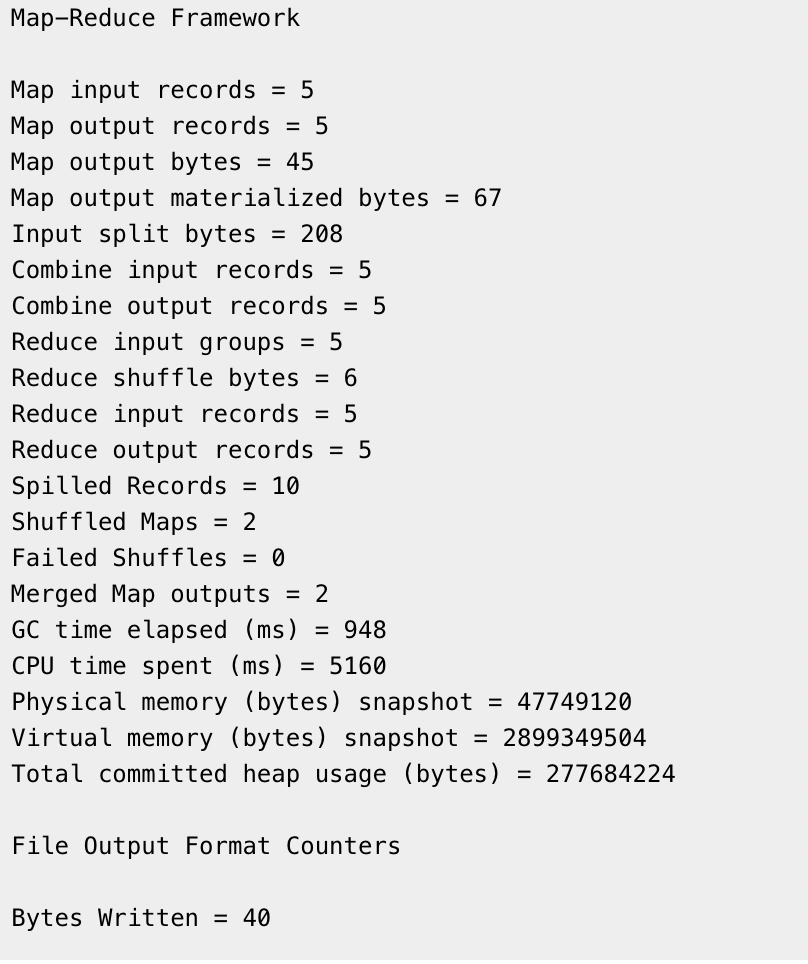 Map-Reduce Framework
Map input records = 5
Map output records = 5
Map output bytes = 45
Map output materialized bytes = 67
Input split bytes = 208
Combine input records = 5
Combine output records = 5
Reduce input groups = 5
Reduce shuffle bytes = 6
Reduce input records = 5
Reduce output records = 5
Spilled Records = 10
Shuffled Maps = 2
Failed Shuffles = 0
Merged Map outputs = 2
GC time elapsed (ms) = 948
CPU time spent (ms) = 5160
Physical memory (bytes) snapshot = 47749120
Virtual memory (bytes) snapshot = 2899349504
Total committed heap usage (bytes) = 277684224
File Output Format Counters
Bytes Written = 40